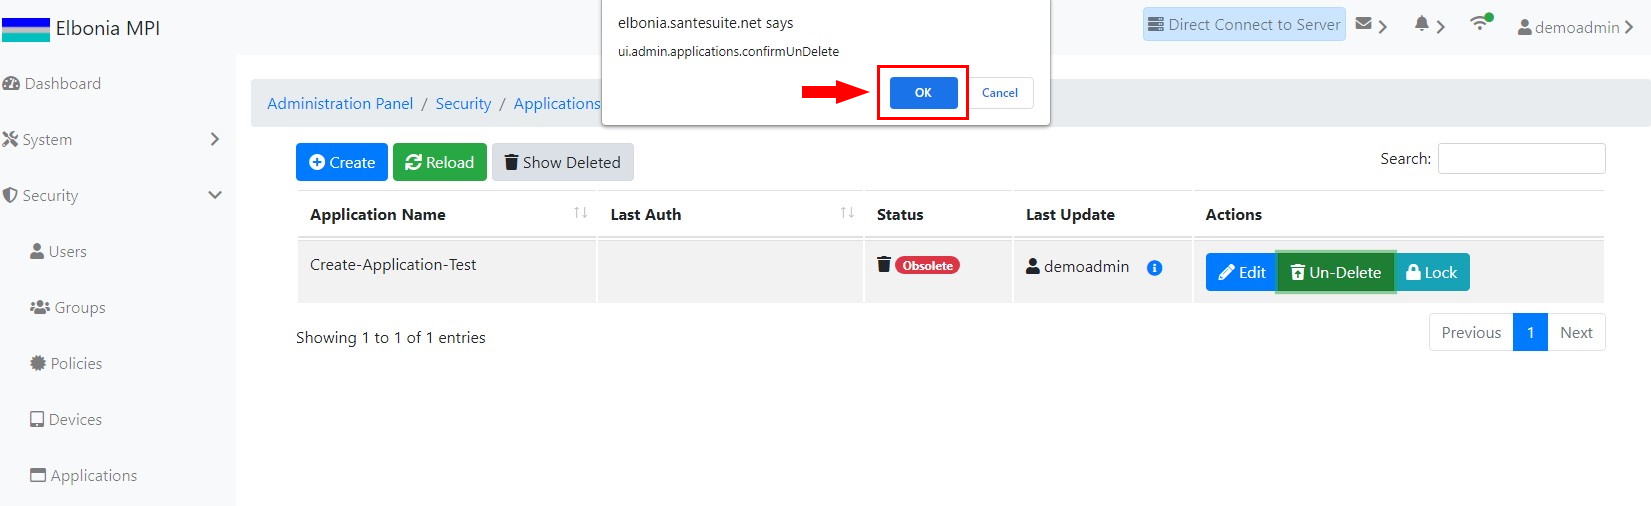 Elbonia MPI
elbonia.santesuite.net says
ui.admin.applications.confirmUnDelete
OK
Cancel
Direct Connect to Server
demoadmin
Dashboard
System
Security
Users
Groups
Policies
Devices
Applications
Administration Panel / Security / Applications
Create Reload Show Deleted
Search:
Application Name Last Auth Status Last Update Actions
Create-Application-Test Obsolete demoadmin Edit Un-Delete Lock
Showing 1 to 1 of 1 entries
Previous 1 Next